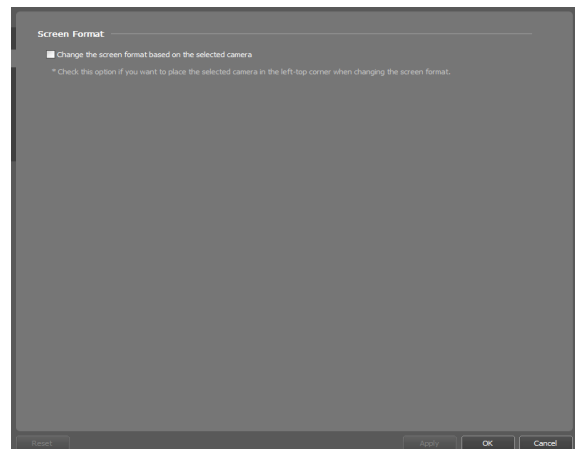 Screen Format
Change the screen format based on the selected camera
* Check this option if you want to place the selected camera in the left-top corner when changing the screen format.
Reset
Apply
OK
Cancel